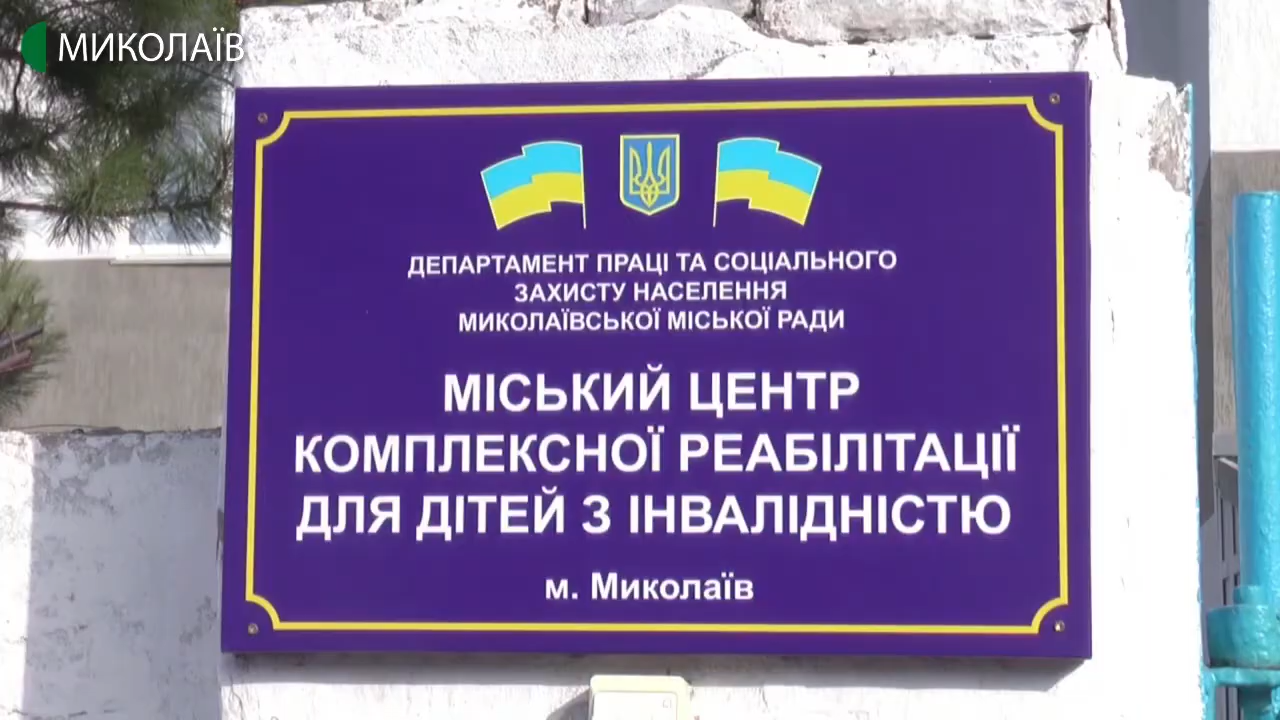 МИКОЛАЇВ
ДЕПАРТАМЕНТ ПРАЦІ ТА СОЦІАЛЬНОГО
ЗАХИСТУ НАСЕЛЕННЯ
МИКОЛАЇВСЬКОЇ МІСЬКОЇ РАДИ
МІСЬКИЙ ЦЕНТР
КОМПЛЕКСНОЇ РЕАБІЛІТАЦІЇ
ДЛЯ ДІТЕЙ З ІНВАЛІДНІСТЮ
м. Миколаїв